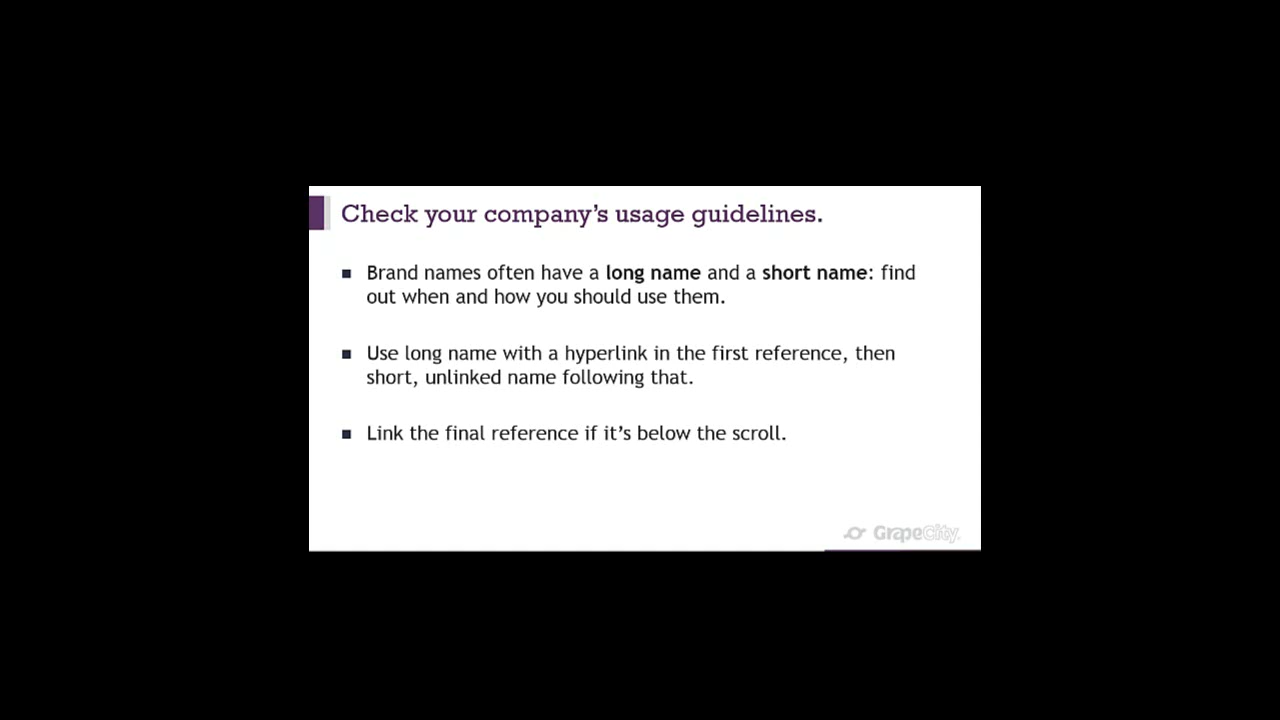 Check your company's usage guidelines.
Brand names often have a long name and a short name: find
out when and how you should use them.
Use long name with a hyperlink in the first reference, then
short, unlinked name following that.
Link the final reference if it's below the scroll.
GrapeCity